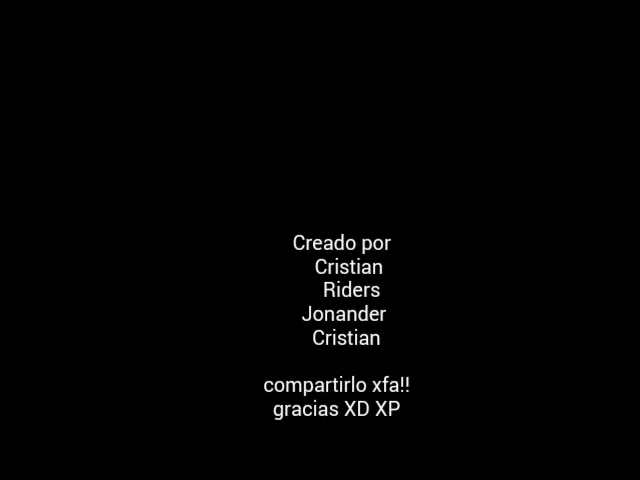 Creado por
Cristian
Riders
Jonander
Cristian
compartirlo xfa!!
gracias XD XP